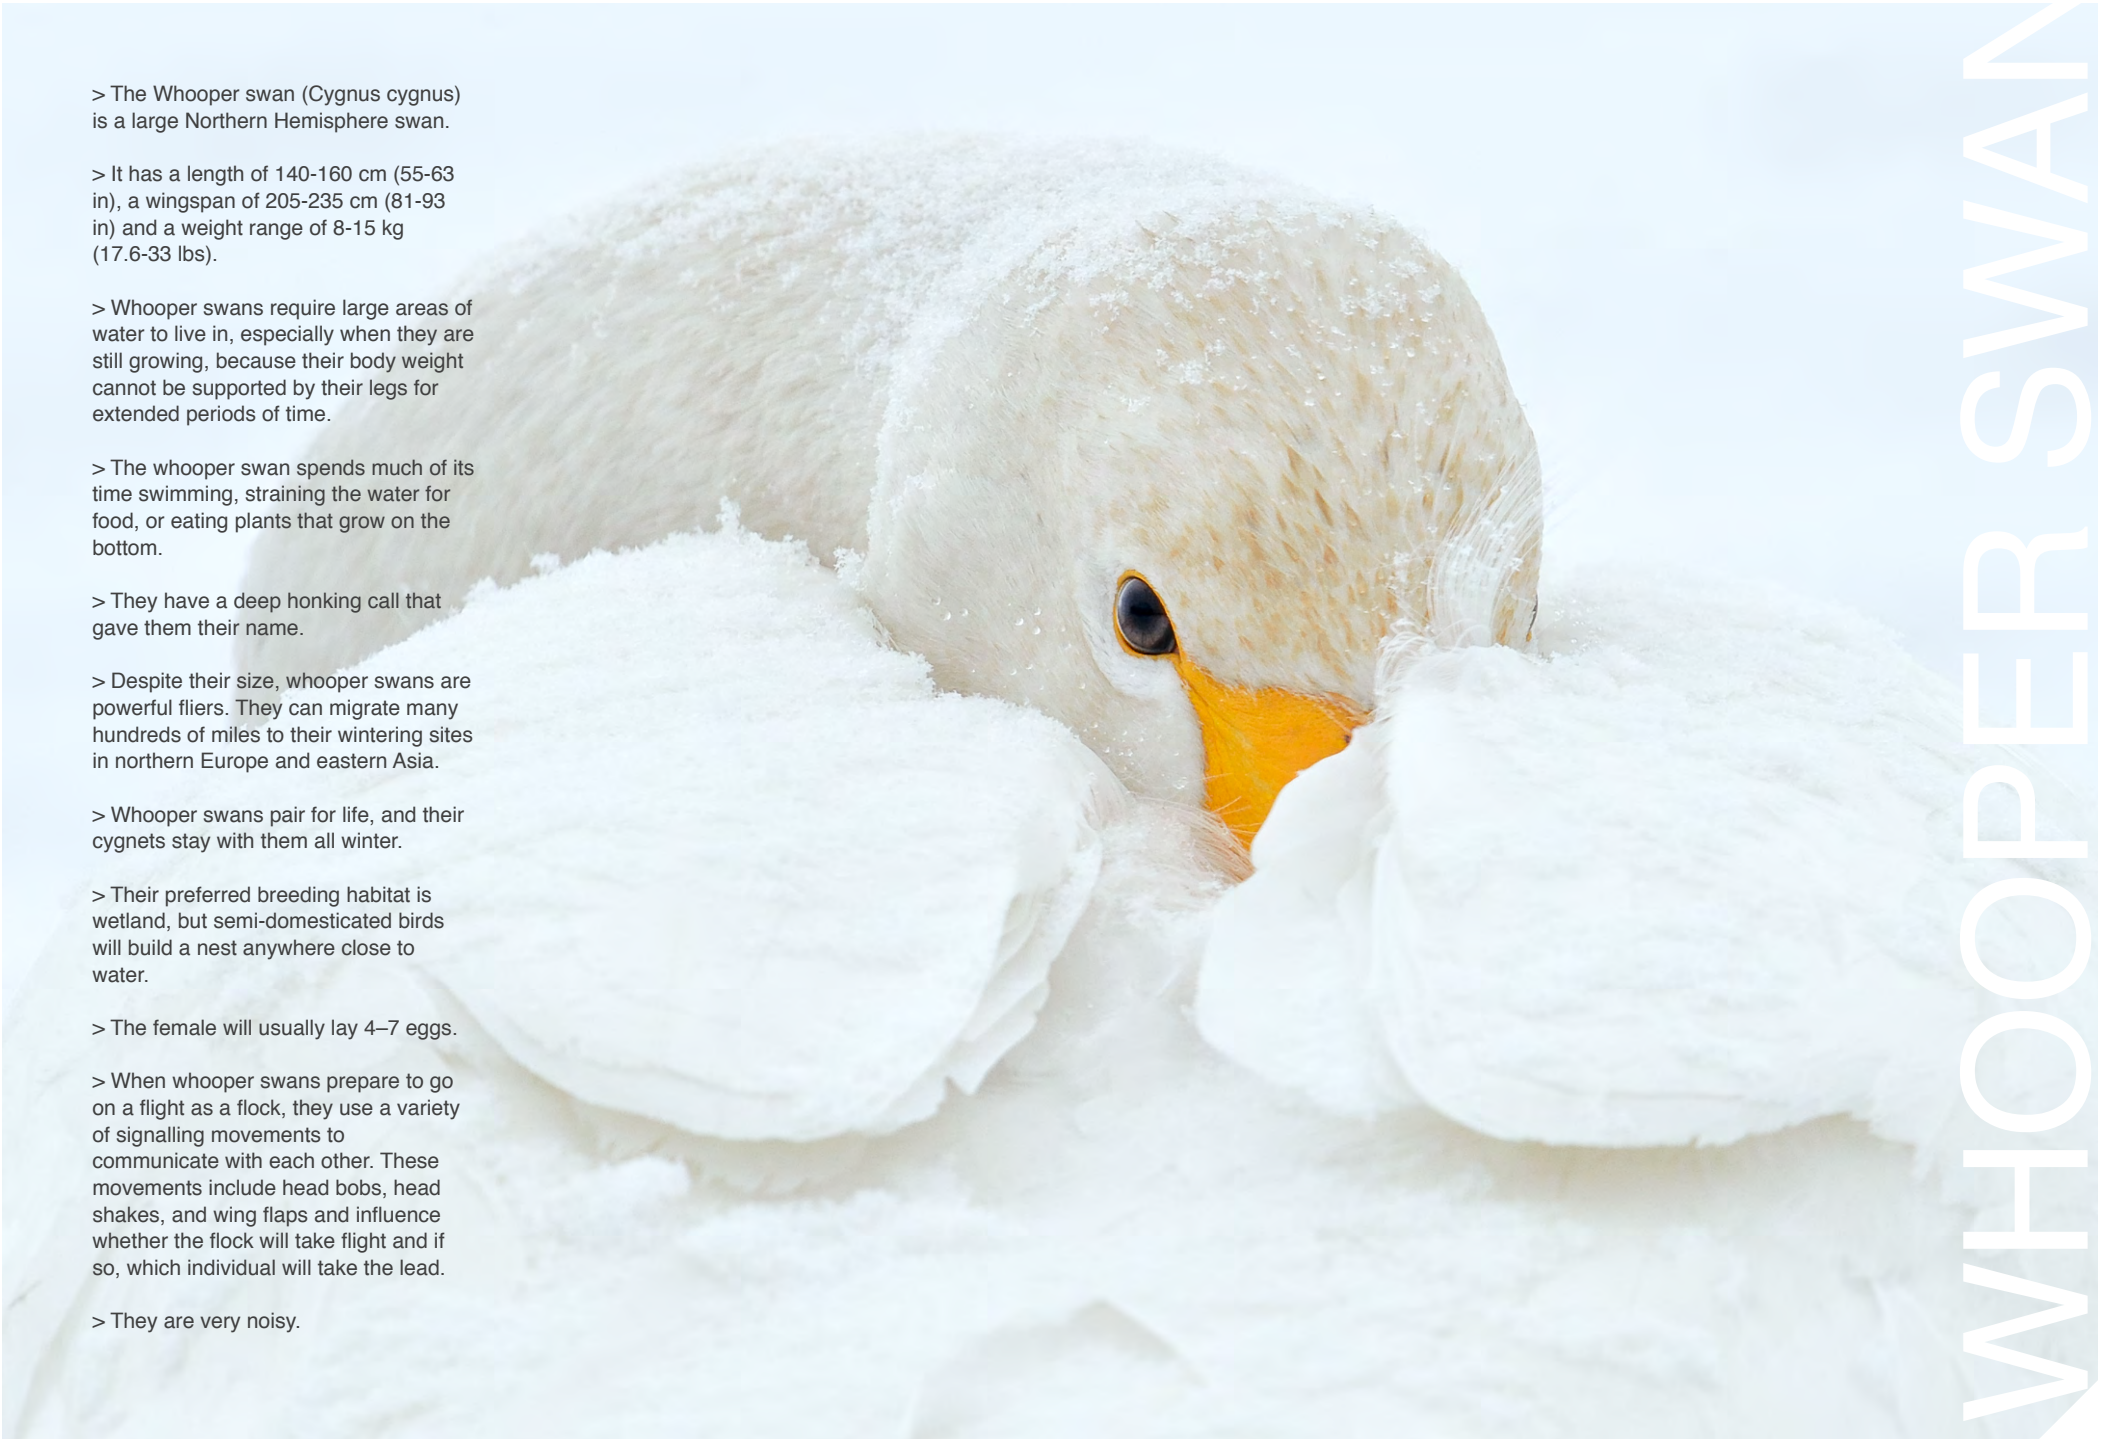 > The Whooper swan (Cygnus cygnus)
is a large Northern Hemisphere swan.
> It has a length of 140-160 cm (55-63
in), a wingspan of 205-235 cm (81-93
in) and a weight range of 8-15 kg
(17.6-33 lbs).
> Whooper swans require large areas of
water to live in, especially when they are
still growing, because their body weight
cannot be supported by their legs for
extended periods of time.
> The whooper swan spends much of its
time swimming, straining the water for
food, or eating plants that grow on the
bottom.
> They have a deep honking call that
gave them their name.
> Despite their size, whooper swans are
powerful fliers. They can migrate many
hundreds of miles to their wintering sites
in northern Europe and eastern Asia.
> Whooper swans pair for life, and their
cygnets stay with them all winter.
> Their preferred breeding habitat is
wetland, but semi-domesticated birds
will build a nest anywhere close to
water.
> The female will usually lay 4–7 eggs.
> When whooper swans prepare to go
on a flight as a flock, they use a variety
of signalling movements to
communicate with each other. These
movements include head bobs, head
shakes, and wing flaps and influence
whether the flock will take flight and if
so, which individual will take the lead.
> They are very noisy.
WHOOPER SWAN